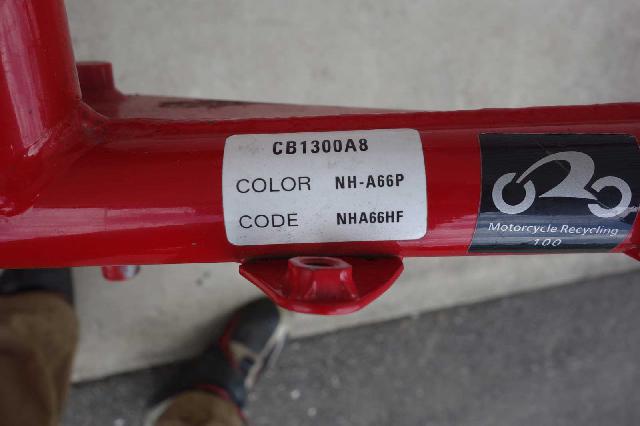 CB1300A8
COLOR NH-A66P
CODE NHA66HF
Motorcycle Recycling
100